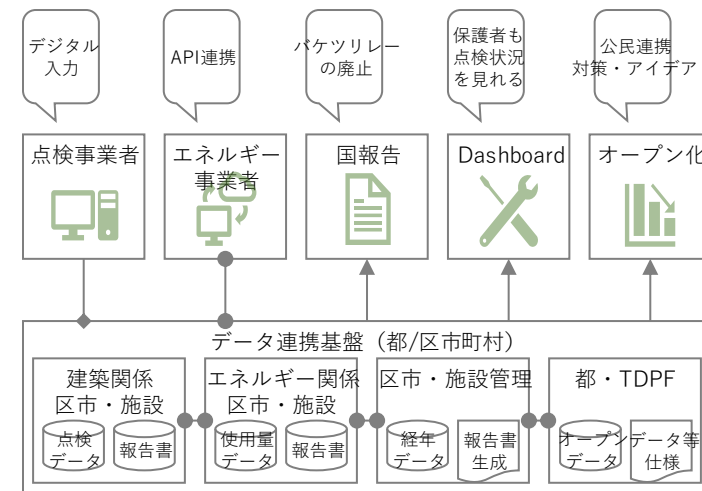 デジタル
入力
API連携
バケツリレー
の廃止
保護者も
点検状況
を見れる
公民連携
対策・アイデア
点検事業者
エネルギー
事業者
国報告
Dashboard
オープン化
データ連携基盤（都/区市町村）
建築関係
区市・施設
点検
データ
報告書
エネルギー関係
区市・施設
使用量
データ
報告書
区市・施設管理
経年
データ
報告書
生成
都・TDPF
オープン
データ
データ等
仕様